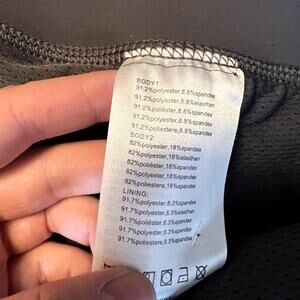 BODY1:
91.2%polyester,8.8%spandex
91.2%polyester,8.8%elasthan
91.2%poliéster,8.8%spandex
91.2%polyester,8.8%spandex
91.2%poliestere,8.8%spandex
BODY2:
82%polyester,18%spandex
82%polyester,18%elasthan
82%poliéster,18%spandex
82%polyester,18%spandex
82%poliestere,18%spandex
LINING:
91.7%polyester,8.3%spandex
91.7%polyester,8.3%elasthan
91.7%poliéster,8.3%spandex
91.7%polyester,8.3%spandex
91.7%poliestere,8.3%spandex